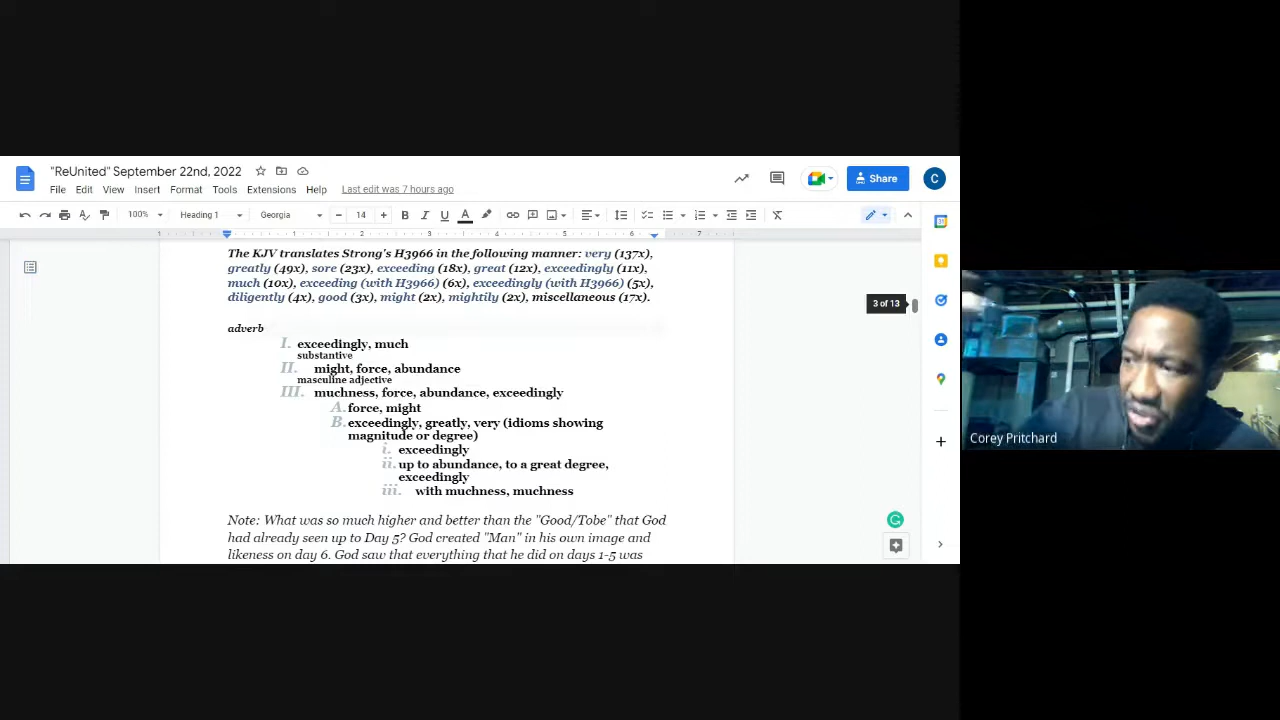 "ReUnited" September 22nd, 2022
File Edit View Insert Format Tools Extensions Help Last edit was 7 hours ago
Share
C
100% Heading 1 Georgia 14
1 1 2 3 4 5 6 7
The KJV translates Strong's H3966 in the following manner: very (137x),
greatly (49x), sore (23x), exceeding (18x), great (12x), exceedingly (11x),
much (10x), exceeding (with H3966) (6x), exceedingly (with H3966) (5x),
diligently (4x), good (3x), might (2x), mightily (2x), miscellaneous (17x).
3 of 13
adverb
I. exceedingly, much
substantive
II. might, force, abundance
masculine adjective
III. muchness, force, abundance, exceedingly
A. force, might
B. exceedingly, greatly, very (idioms showing
magnitude or degree)
i. exceedingly
ii. up to abundance, to a great degree,
exceedingly
iii. with muchness, muchness
Note: What was so much higher and better than the "Good/Tobe" that God
had already seen up to Day 5? God created "Man" in his own image and
likeness on day 6. God saw that everything that he did on days 1-5 was
Corey Pritchard